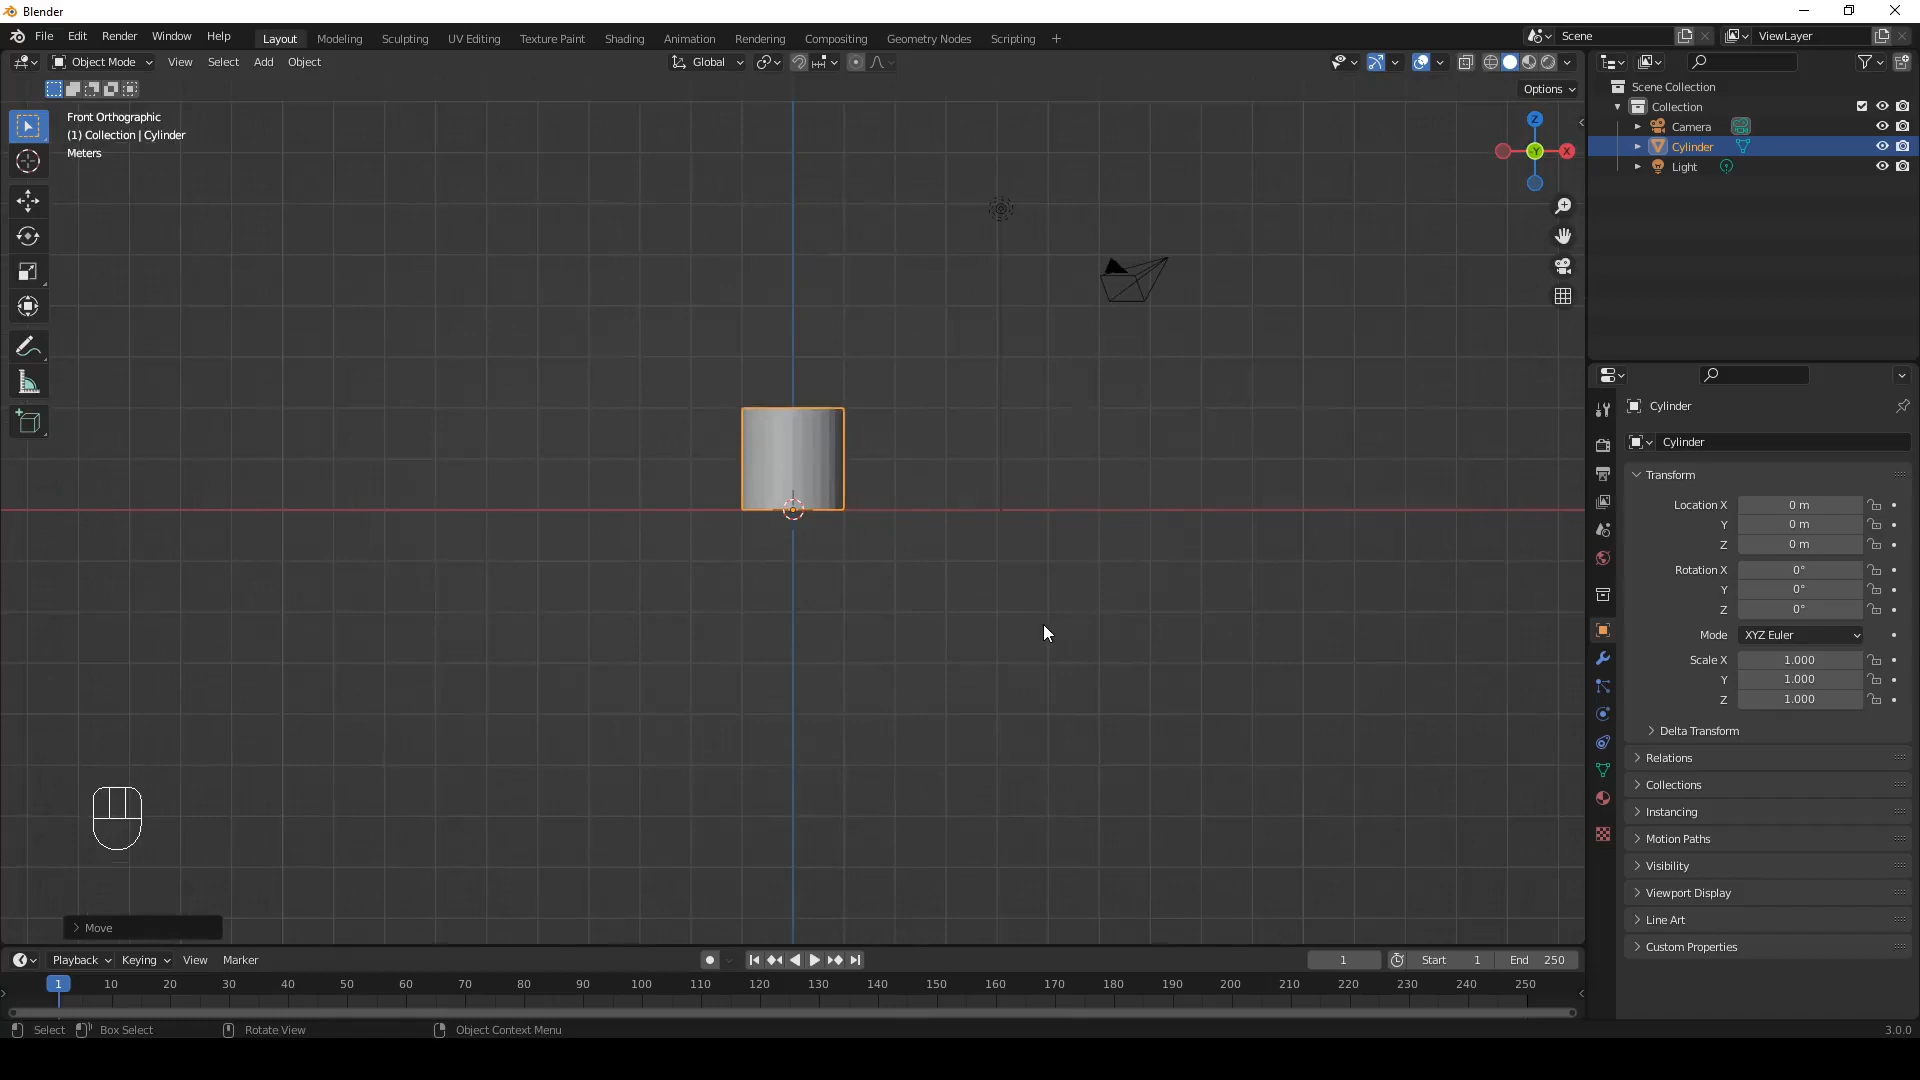 Blender
File Edit Render Window Help
Layout Modeling Sculpting UV Editing Texture Paint Shading Animation Rendering Compositing Geometry Nodes Scripting +
Scene
ViewLayer
Object Mode View Select Add Object
Global
Options
Front Orthographic
(1) Collection | Cylinder
Meters
Z
-Y
X
Scene Collection
Collection
Camera
Cylinder
Light
Cylinder
Cylinder
Transform
Location X 0 m
Y 0 m
Z 0 m
Rotation X 0°
Y 0°
Z 0°
Mode XYZ Euler
Scale X 1.000
Y 1.000
Z 1.000
Delta Transform
Relations
Collections
Instancing
Motion Paths
Visibility
Viewport Display
Line Art
Custom Properties
Move
Playback Keying View Marker
1 Start 1 End 250
1 10 20 30 40 50 60 70 80 90 100 110 120 130 140 150 160 170 180 190 200 210 220 230 240 250
Select Box Select Rotate View Object Context Menu
3.0.0